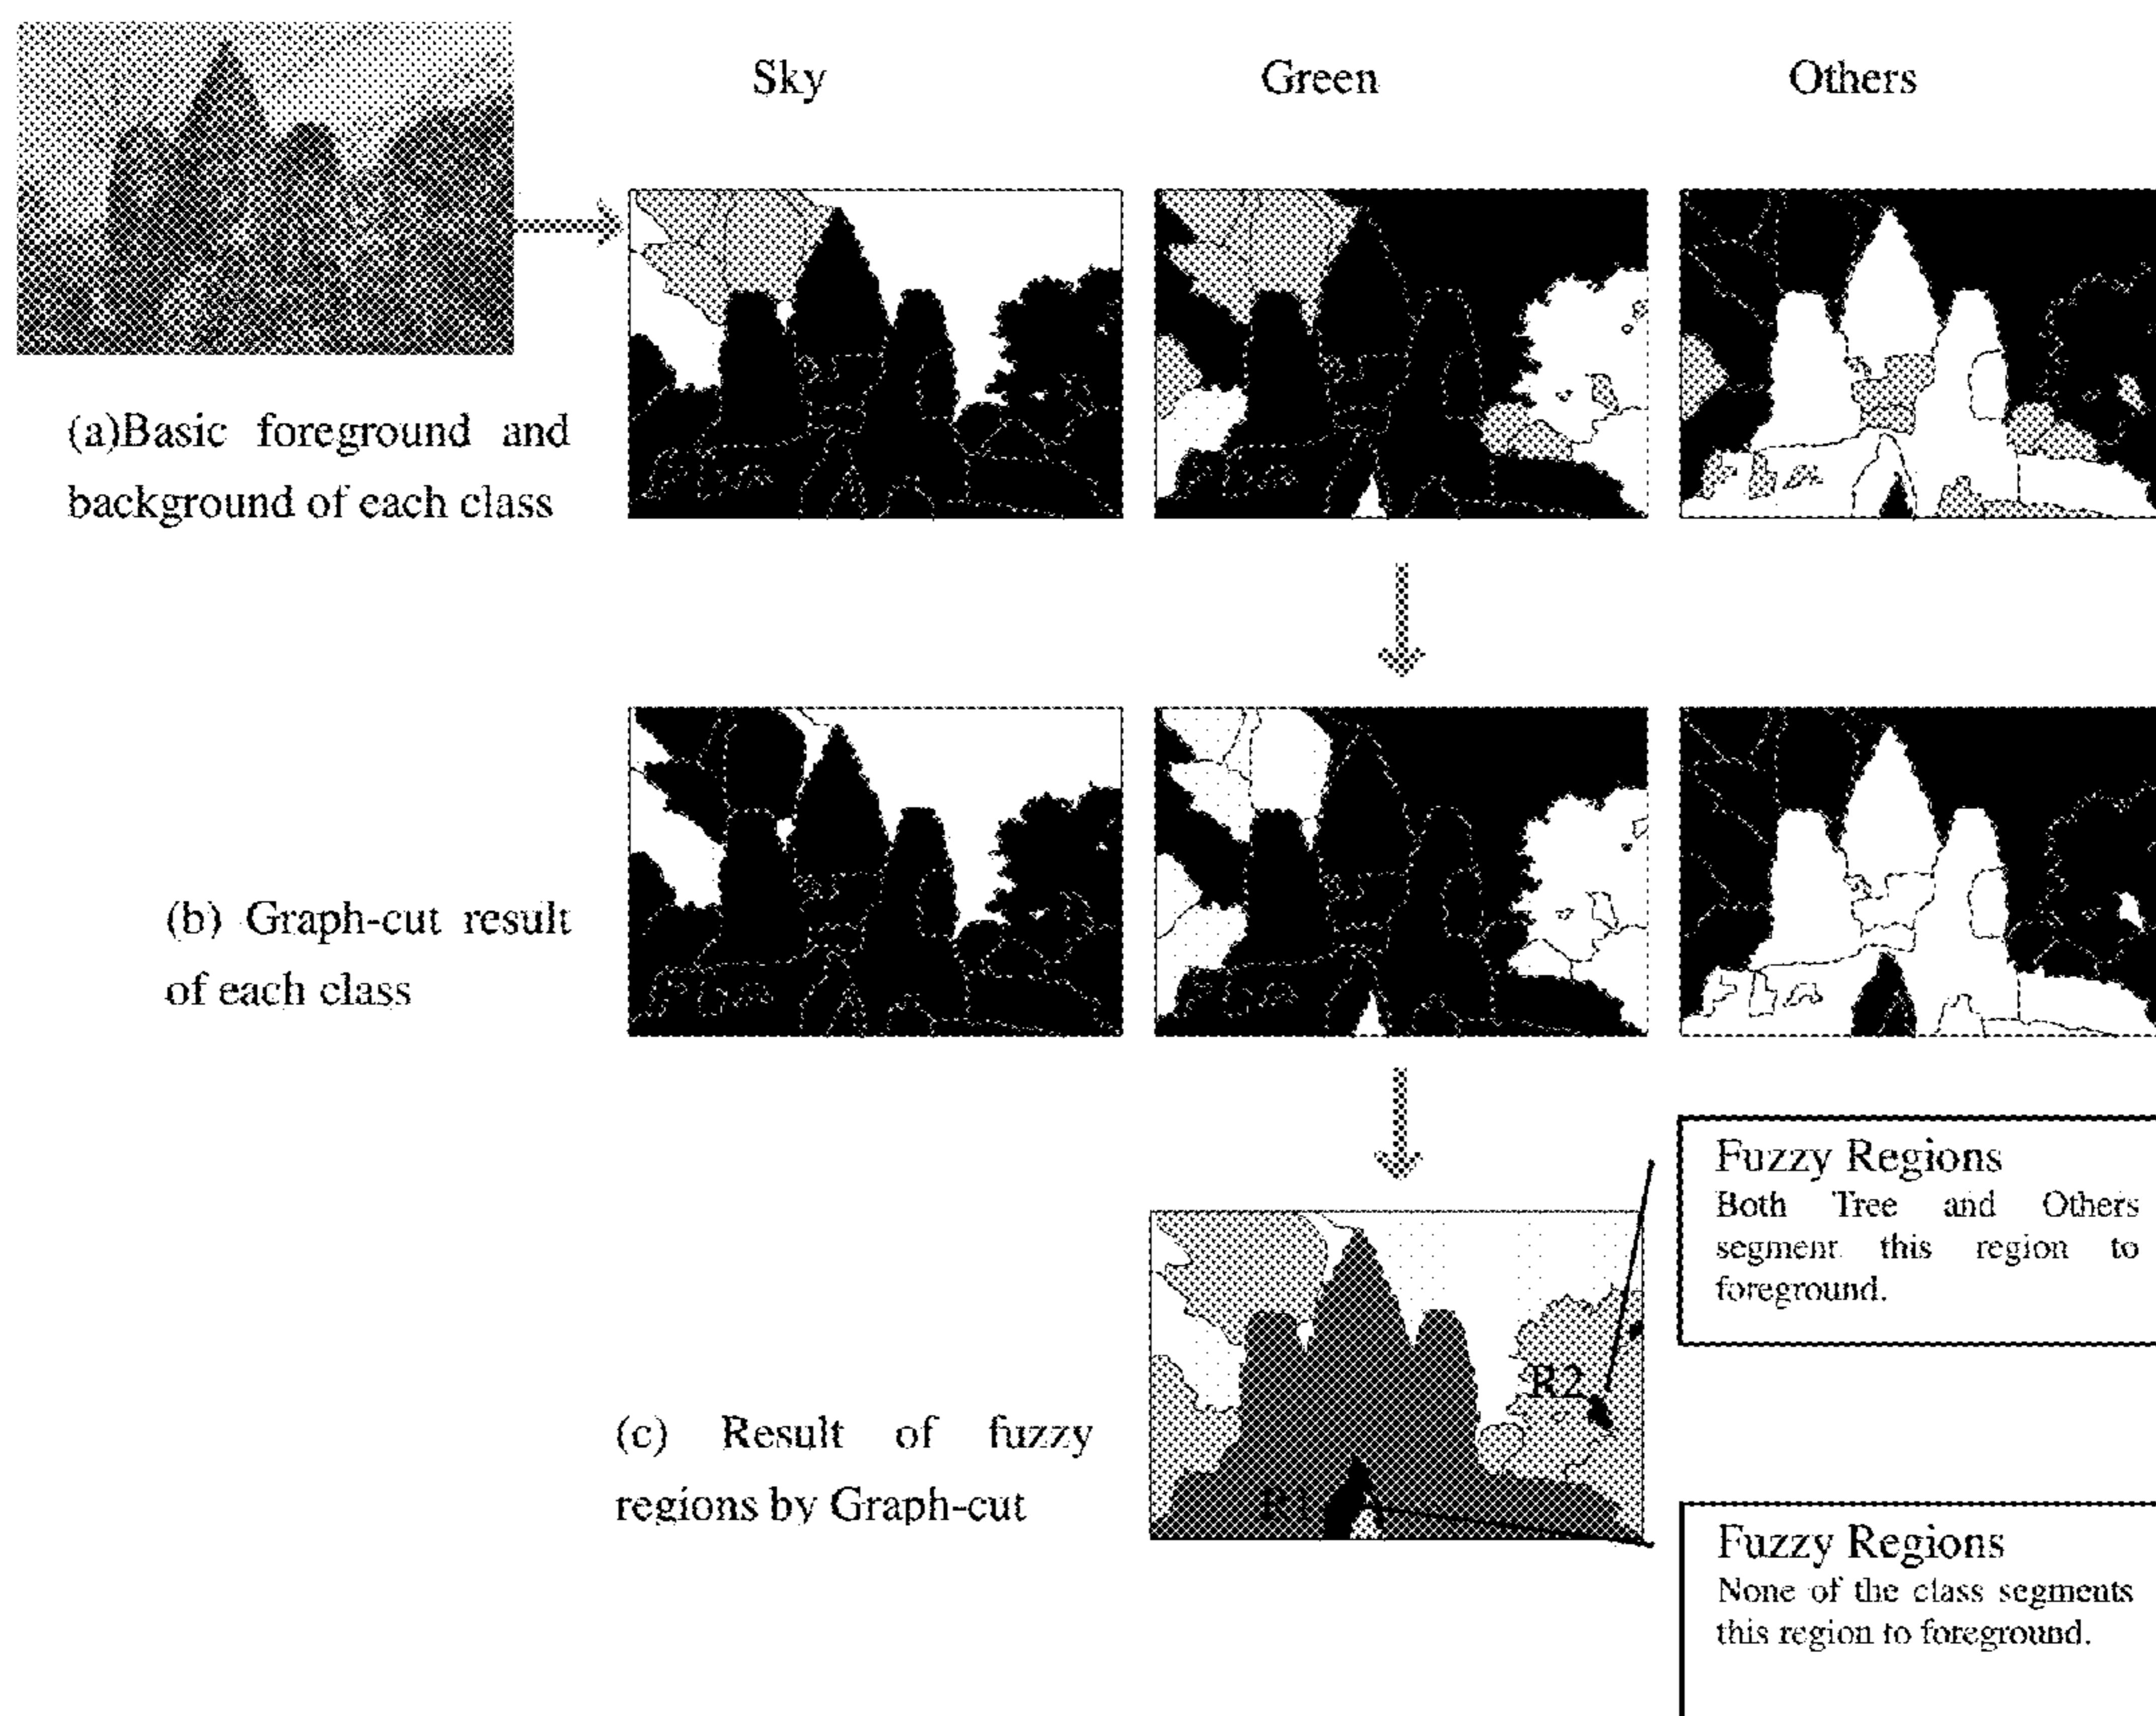 Sky
Green
Others
(a)Basic foreground and
background of each class
(b) Graph-cut result
of each class
Fuzzy Regions
Both Tree and Others
segment this region to
foreground.
R2
(c) Result of fuzzy
regions by Graph-cut
R1
Fuzzy Regions
None of the class segments
this region to foreground.